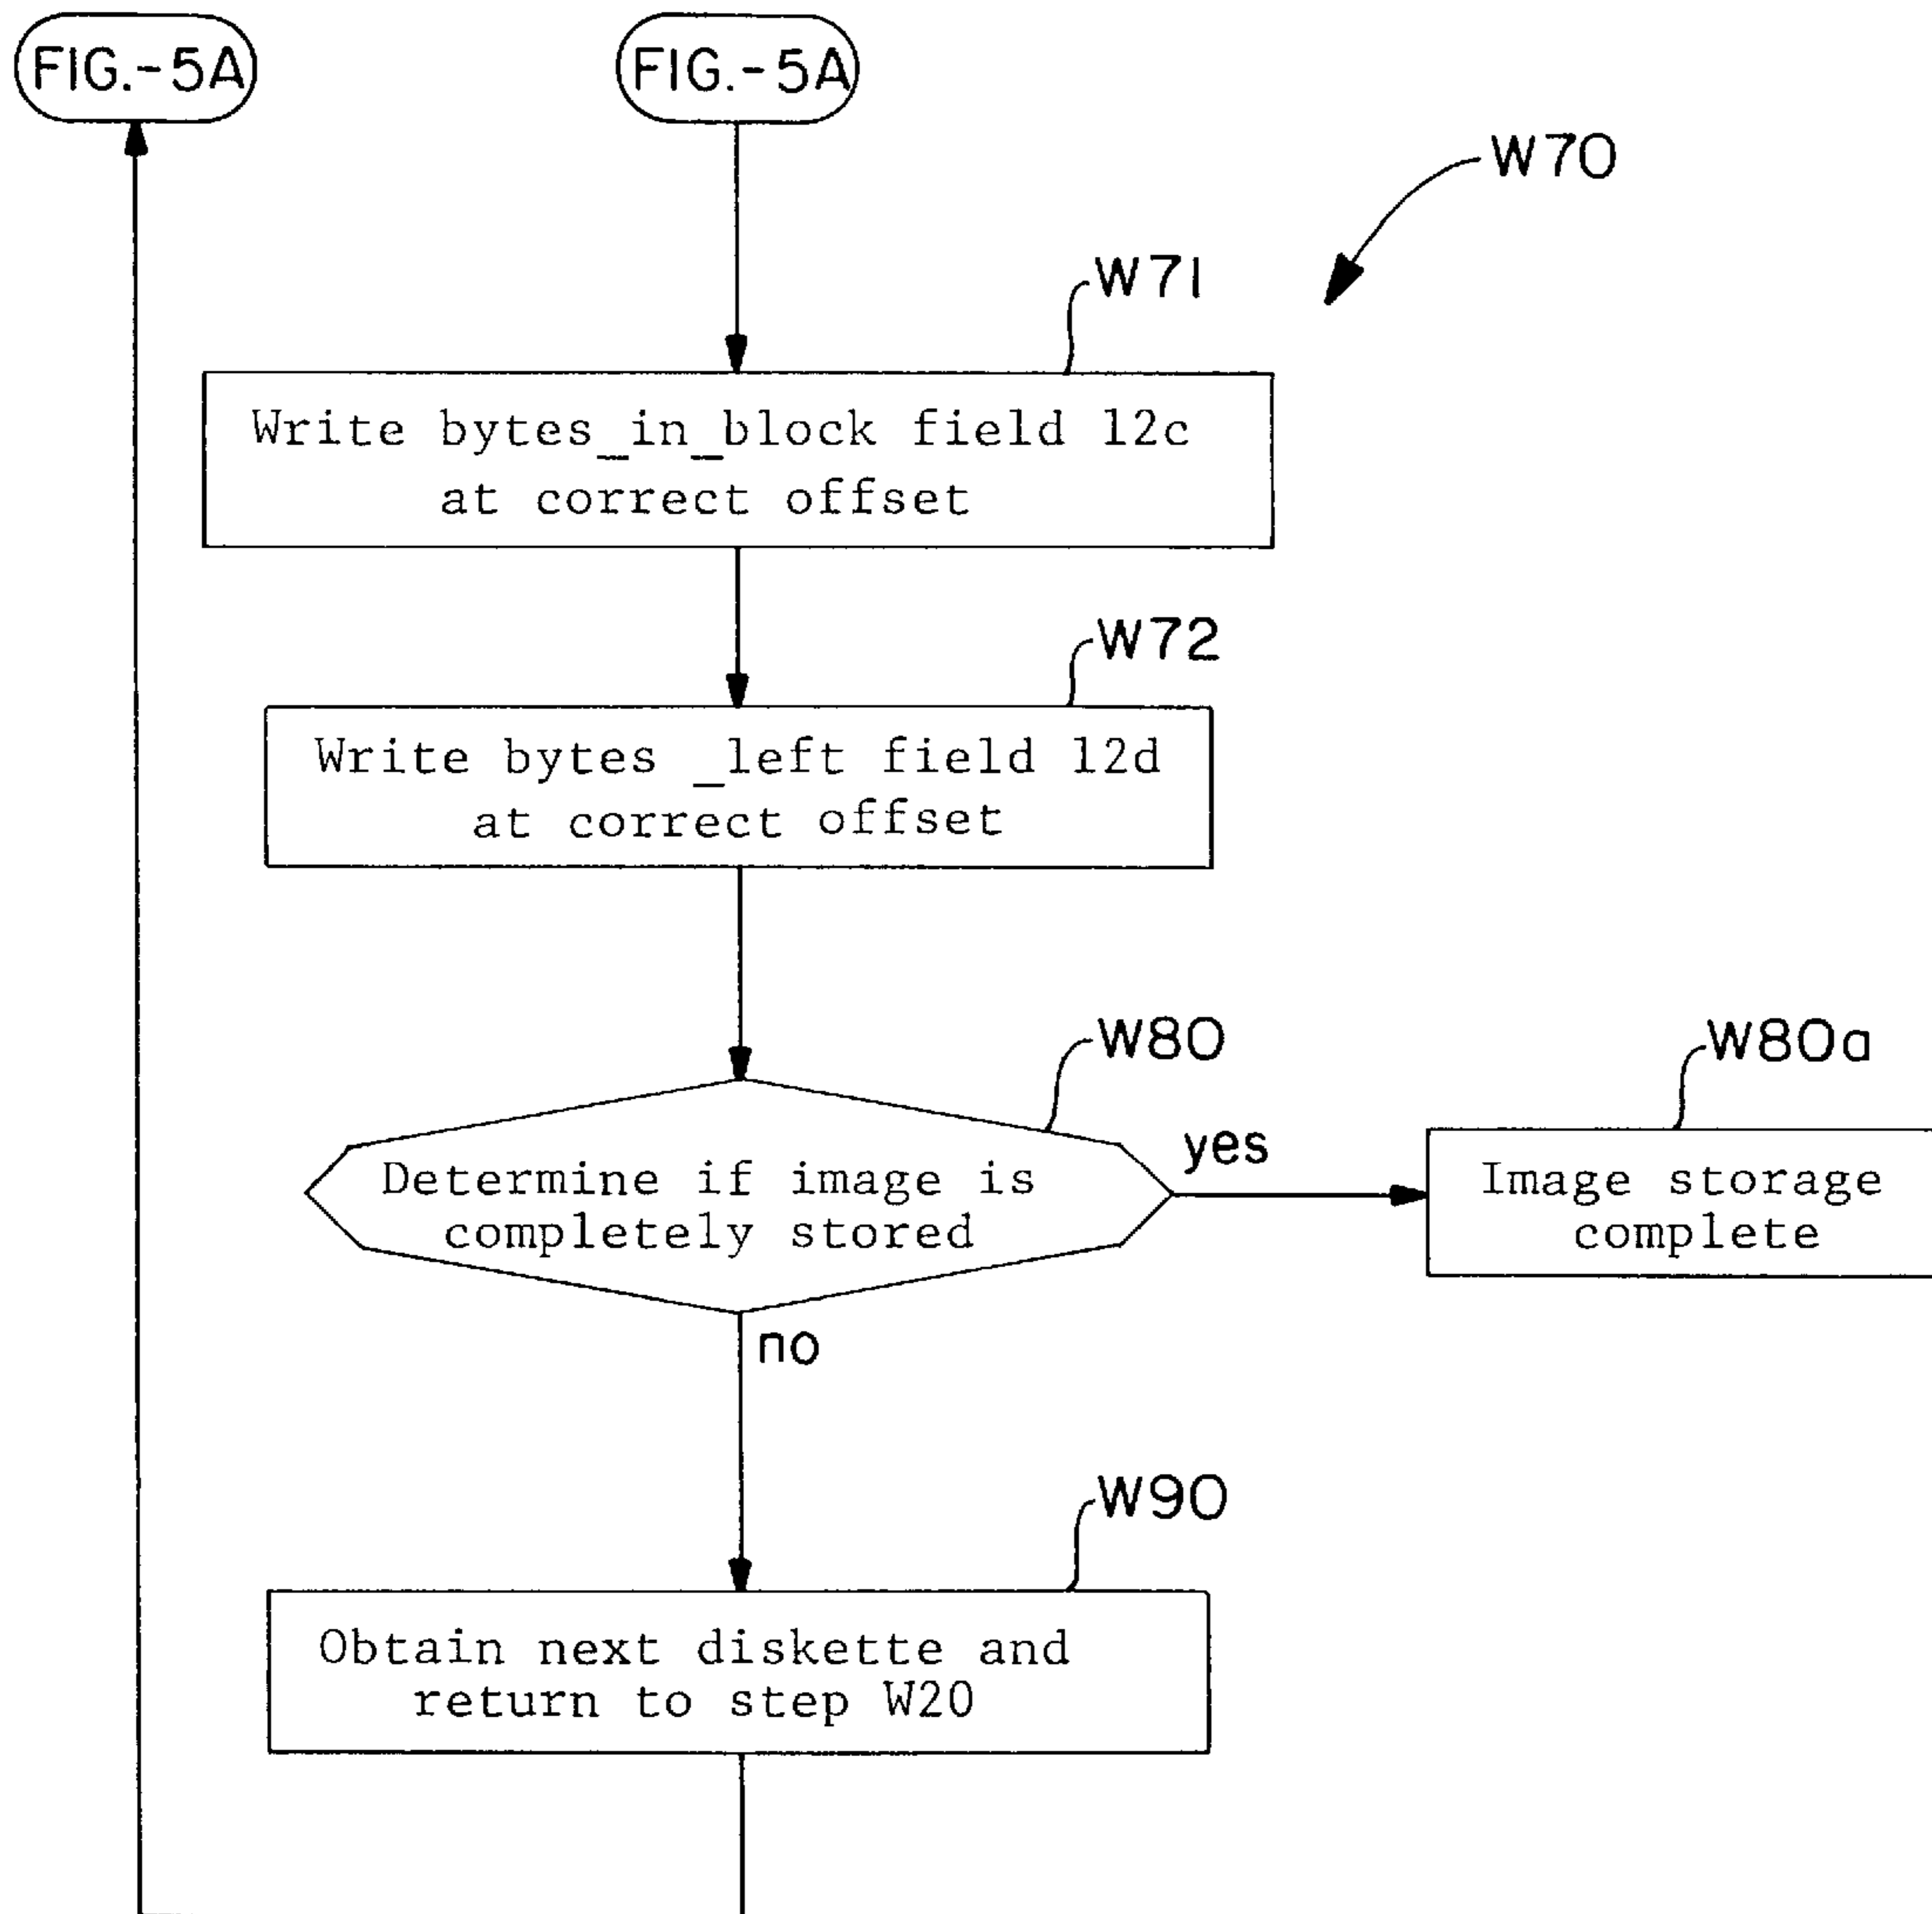 FIG.-5A
FIG.-5A
W70
W71
Write bytes_in_block field 12c
at correct offset
W72
Write bytes _left field 12d
at correct offset
W80
W80a
yes
Determine if image is
completely stored
Image storage
complete
no
W90
Obtain next diskette and
return to step W20